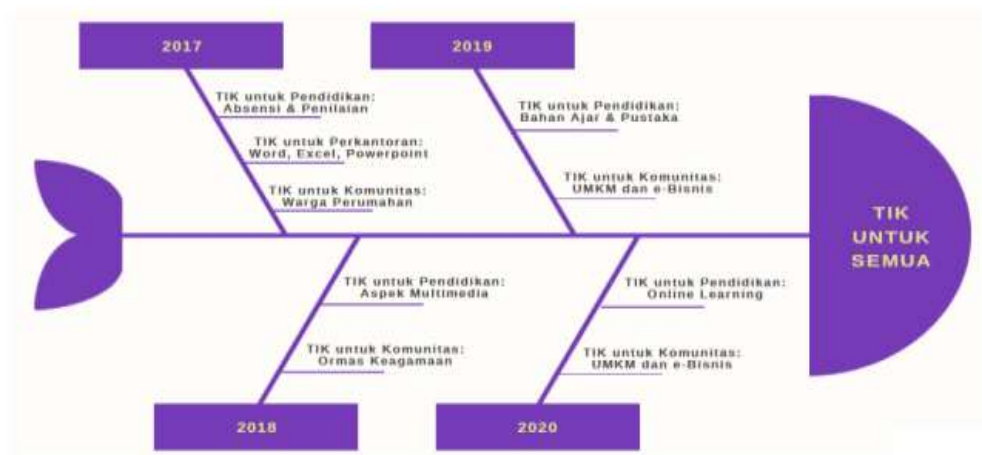 2017
TIK untuk Pendidikan:
Absensi & Penilaian
TIK untuk Perkantoran:
Word, Excel, Powerpoint
TIK untuk Komunitas:
Warga Perumahan
2019
TIK untuk Pendidikan:
Bahan Ajar & Pustaka
TIK untuk Komunitas:
UMKM dan e-Bisnis
TIK
UNTUK
SEMUA
TIK untuk Pendidikan:
Aspek Multimedia
TIK untuk Komunitas:
Ormas Keagamaan
2018
TIK untuk Pendidikan:
Online Learning
TIK untuk Komunitas:
UMKM dan e-Bisnis
2020